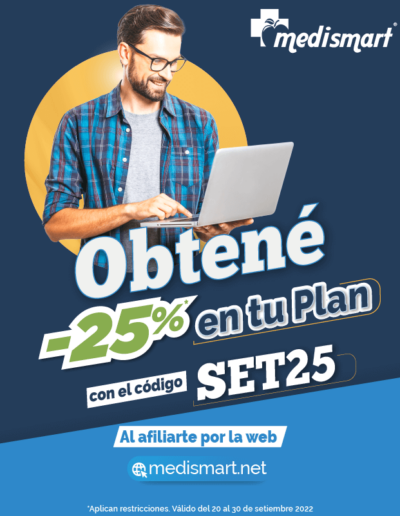 medismart®
Obtené
-25%* en tu Plan
con el código SET25
Al afiliarte por la web
medismart.net
*Aplican restricciones. Válido del 20 al 30 de setiembre 2022